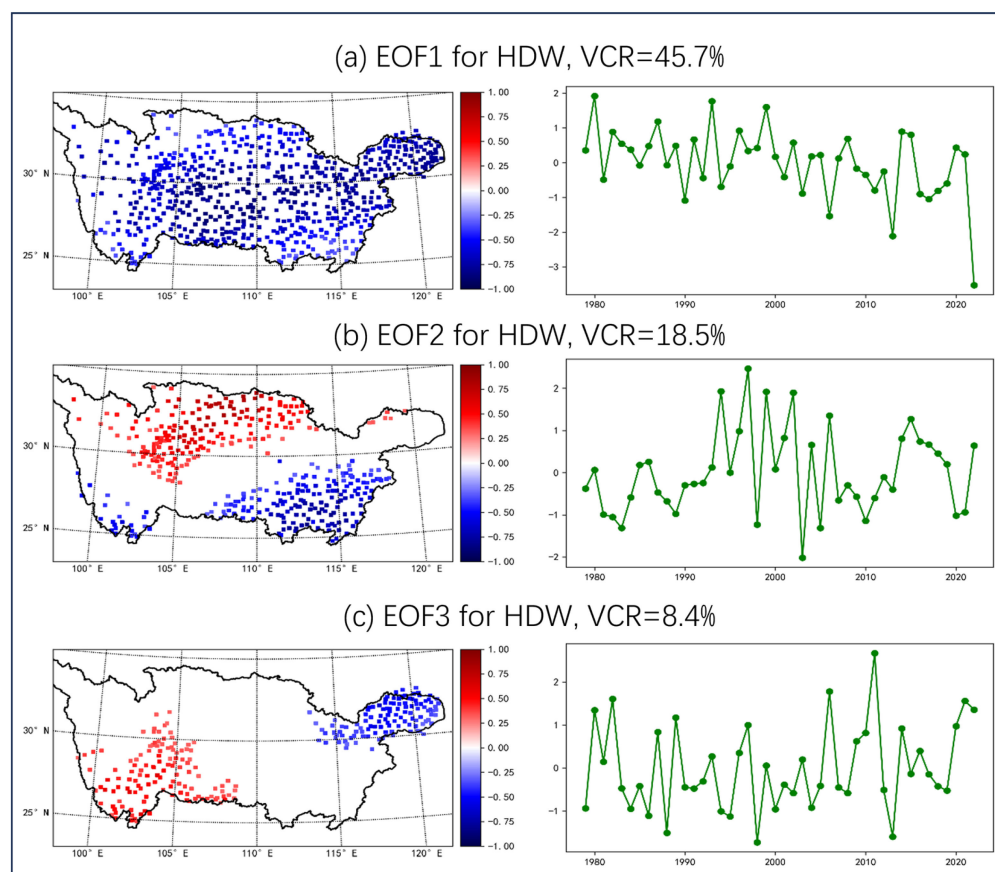 (a) EOF1 for HDW, VCR=45.7%
1.00
0.75
0.50
0.25
0.00
-0.25
-0.50
-0.75
-1.00
30° N
25° N
100° E 105° E 110° E 115° E 120° E
2
1
0
-1
-2
-3
1980 1990 2000 2010 2020
(b) EOF2 for HDW, VCR=18.5%
1.00
0.75
0.50
0.25
0.00
-0.25
-0.50
-0.75
-1.00
30° N
25° N
100° E 105° E 110° E 115° E 120° E
2
1
0
-1
-2
1980 1990 2000 2010 2020
(c) EOF3 for HDW, VCR=8.4%
1.00
0.75
0.50
0.25
0.00
-0.25
-0.50
-0.75
-1.00
30° N
25° N
100° E 105° E 110° E 115° E 120° E
2
1
0
-1
1980 1990 2000 2010 2020